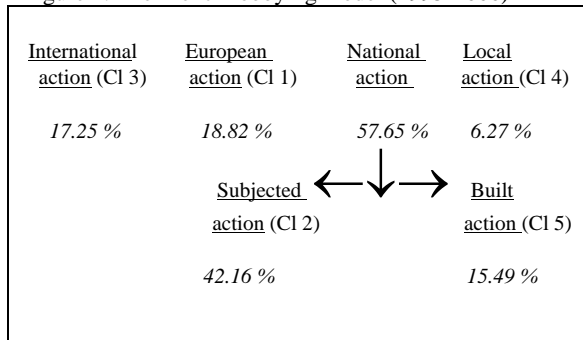 International European National Local
action (Cl 3) action (Cl 1) action action (Cl 4)
17.25 % 18.82 % 57.65 % 6.27 %
Subjected Built
action (Cl 2) action (Cl 5)
42.16 % 15.49 %